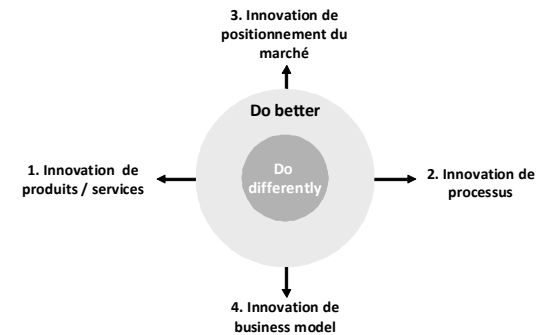 3. Innovation de
positionnement du
marché
Do better
1. Innovation  de
produits / services
Do
differently
2. Innovation de
processus
4. Innovation de
business model